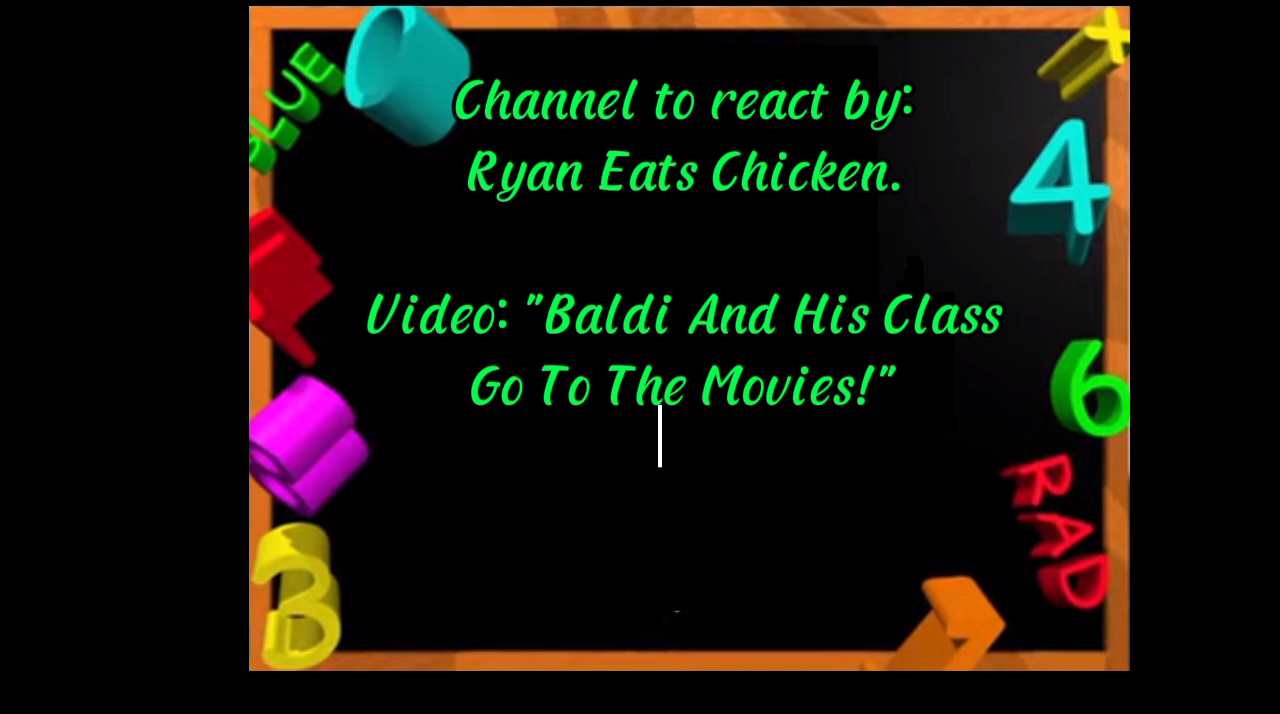 Channel to react by:
Ryan Eats Chicken.
Video: "Baldi And His Class
Go To The Movies!"
4
6
RAD
3